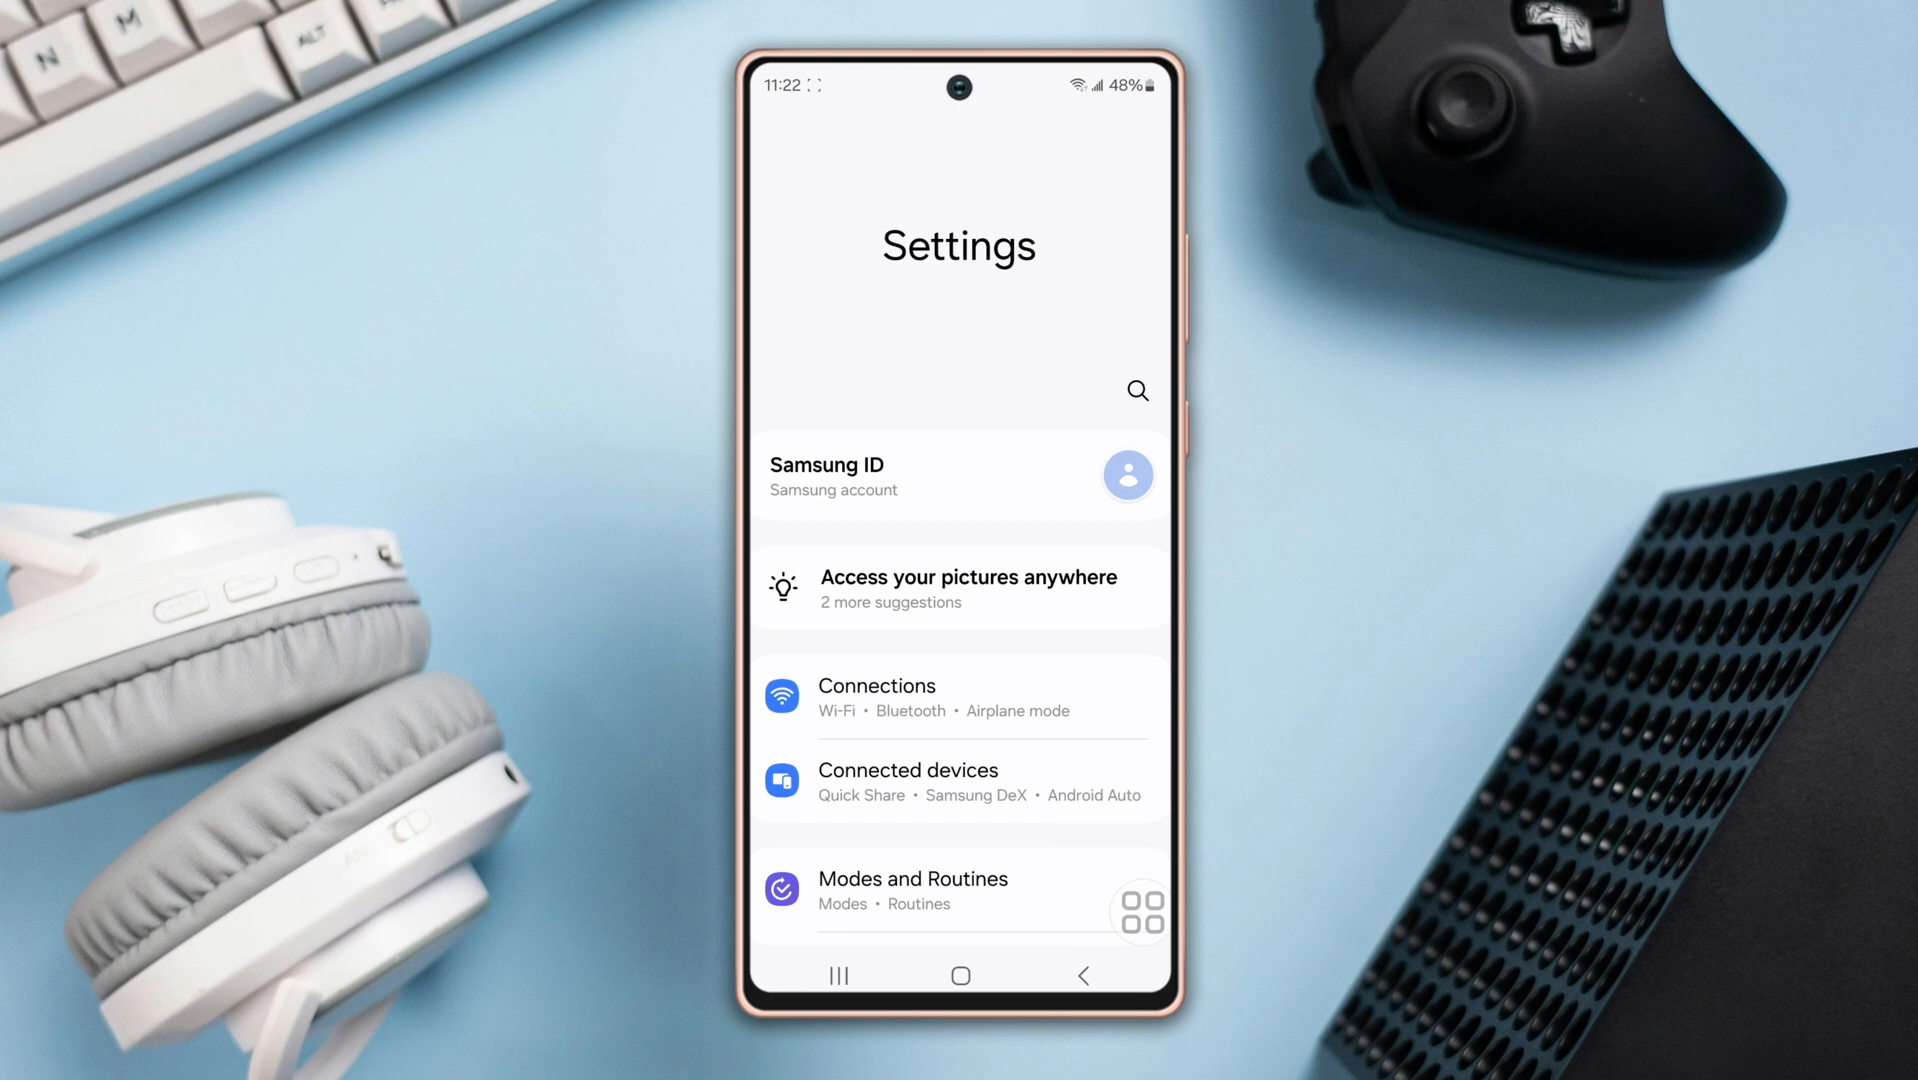 N
M
ALT
11:22
48%
Settings
Samsung ID
Samsung account
Access your pictures anywhere
2 more suggestions
Connections
Wi-Fi • Bluetooth • Airplane mode
Connected devices
Quick Share • Samsung DeX • Android Auto
Modes and Routines
Modes • Routines